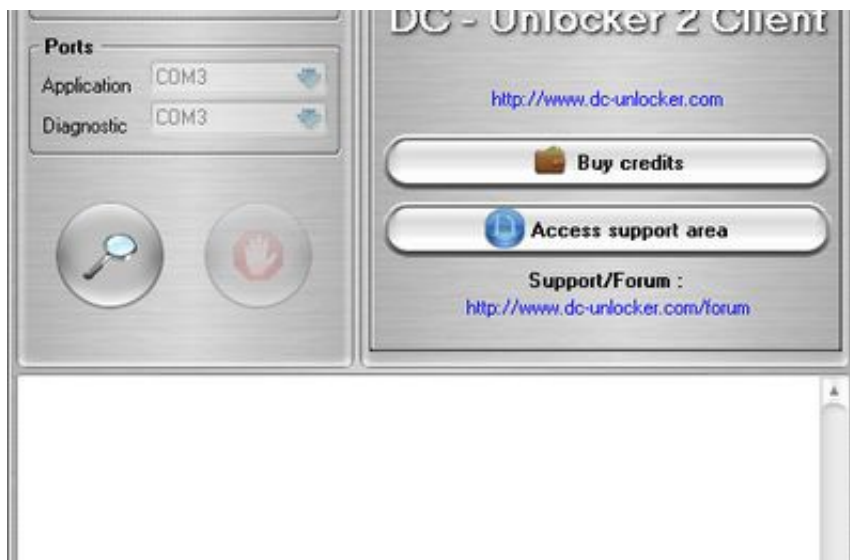 Ports
Application COM3
Diagnostic COM3
DC - Unlocker 2 Client
http://www.dc-unlocker.com
Buy credits
Access support area
Support/Forum :
http://www.dc-unlocker.com/forum